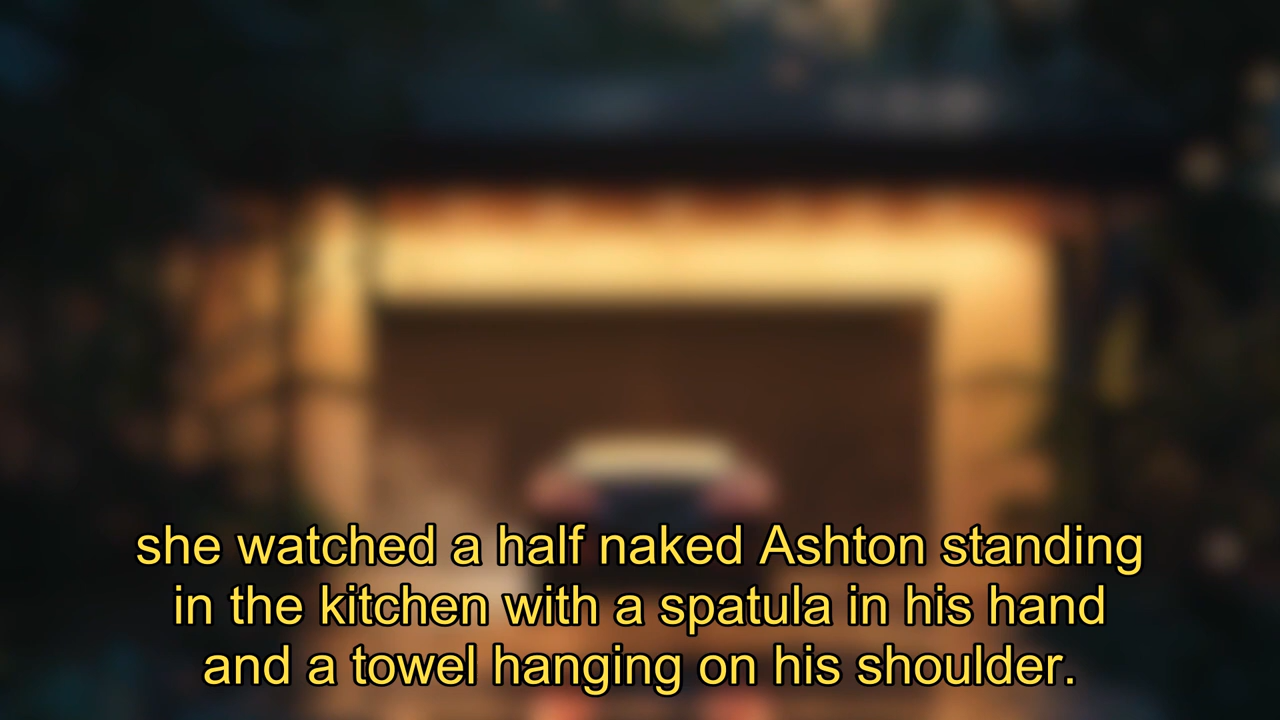 she watched a half naked Ashton standing
in the kitchen with a spatula in his hand
and a towel hanging on his shoulder.